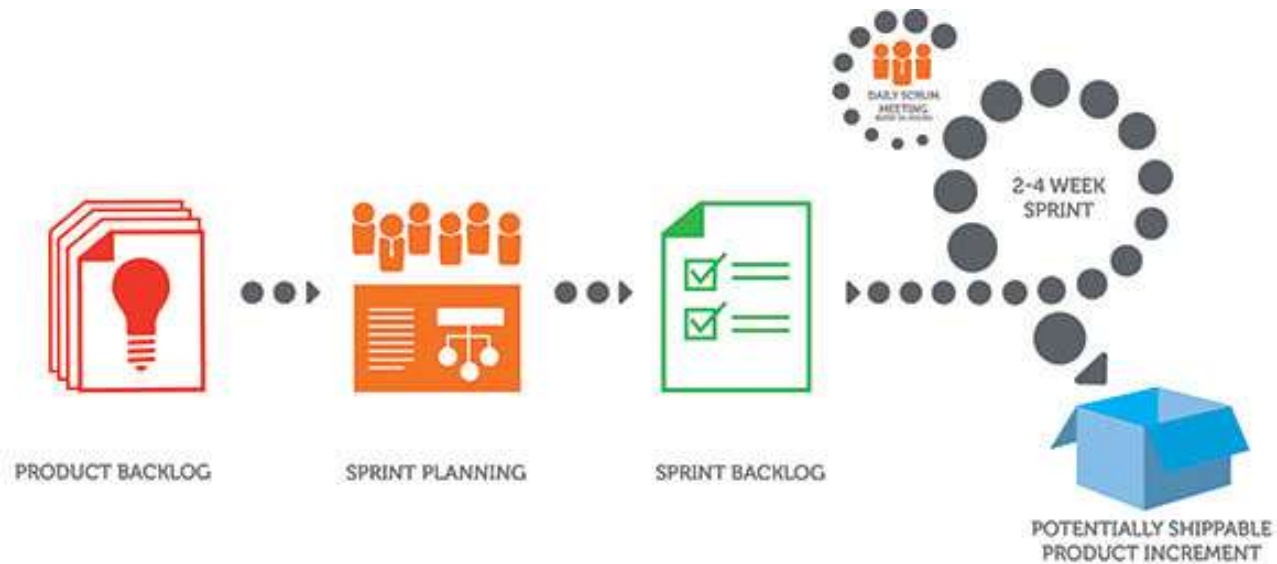 DAILY SCRUM
MEETING
2-4 WEEK
SPRINT
PRODUCT BACKLOG
SPRINT PLANNING
SPRINT BACKLOG
POTENTIALLY SHIPPABLE
PRODUCT INCREMENT